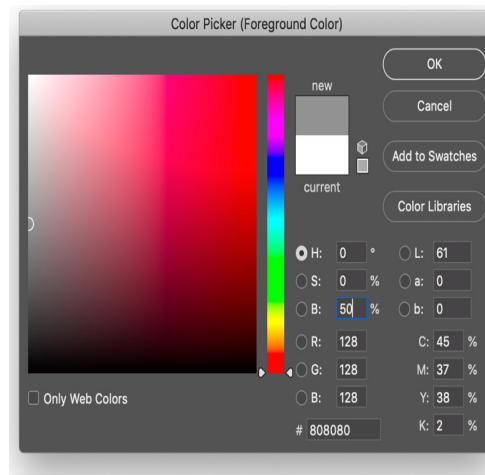 Color Picker (Foreground Color)
new
current
OK
Cancel
Add to Swatches
Color Libraries
H: 0 °
L: 61
S: 0 %
a: 0
B: 50 %
b: 0
R: 128
C: 45 %
G: 128
M: 37 %
B: 128
Y: 38 %
# 808080
K: 2 %
Only Web Colors